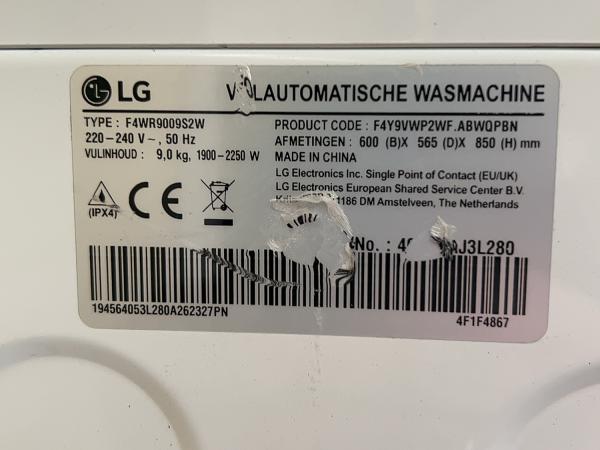 LG
VOLAUTOMATISCHE WASMACHINE
TYPE : F4WR9009S2W
220-240 V~, 50 Hz
VULINHOUD : 9,0 kg, 1900-2250 W
PRODUCT CODE : F4Y9VWP2WF.ABWQPBN
AFMETINGEN : 600 (B)X 565 (D)X 850 (H) mm
MADE IN CHINA
LG Electronics Inc. Single Point of Contact (EU/UK)
LG Electronics European Shared Service Center B.V.
1186 DM Amstelveen, The Netherlands
(IPX4)
CE
No. :
194564053L280A262327PN
4F1F4867